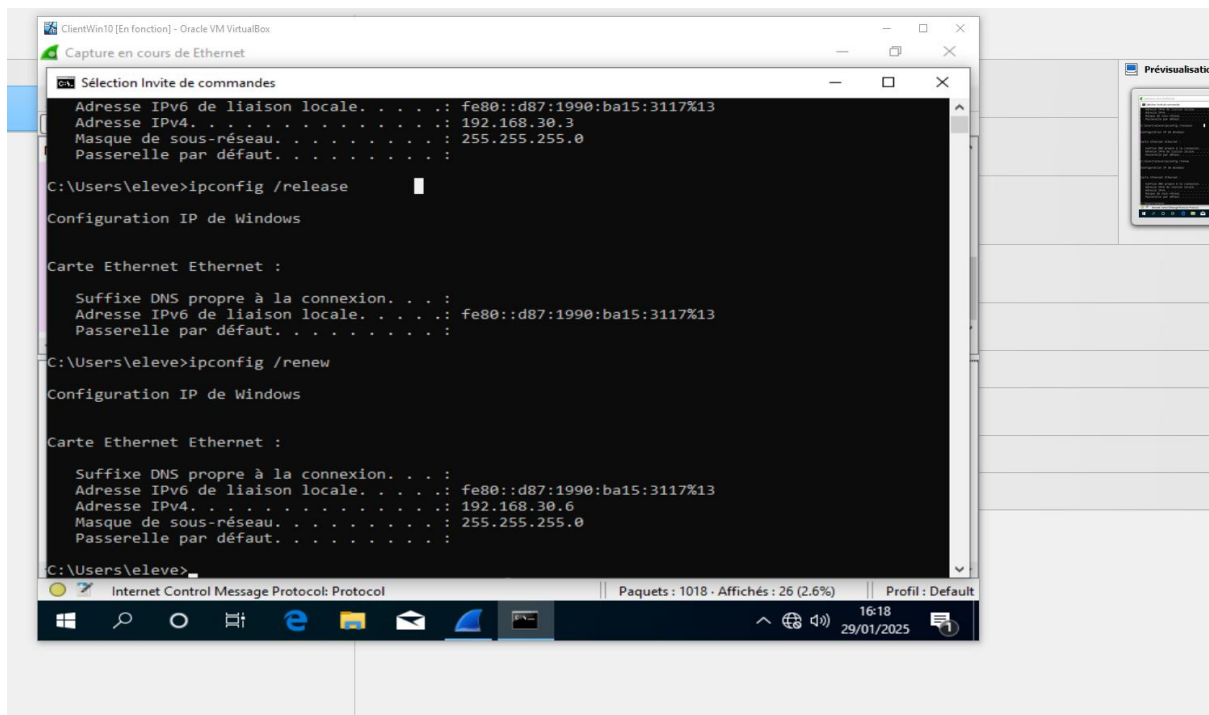 ClientWin10 [En fonction] - Oracle VM VirtualBox
Capture en cours de Ethernet
Prévisualisatio
Sélection Invite de commandes
Adresse IPv6 de liaison locale. . . . .: fe80::d87:1990:ba15:3117%13
Adresse IPv4. . . . . . . . . . . . . .: 192.168.30.3
Masque de sous-réseau. . . . . . . . . : 255.255.255.0
Passerelle par défaut. . . . . . . . . :
C:\Users\eleve>ipconfig /release
Configuration IP de Windows
Carte Ethernet Ethernet :
Suffixe DNS propre à la connexion. . . :
Adresse IPv6 de liaison locale. . . . .: fe80::d87:1990:ba15:3117%13
Passerelle par défaut. . . . . . . . . :
C:\Users\eleve>ipconfig /renew
Configuration IP de Windows
Carte Ethernet Ethernet :
Suffixe DNS propre à la connexion. . . :
Adresse IPv6 de liaison locale. . . . .: fe80::d87:1990:ba15:3117%13
Adresse IPv4. . . . . . . . . . . . . .: 192.168.30.6
Masque de sous-réseau. . . . . . . . . : 255.255.255.0
Passerelle par défaut. . . . . . . . . :
C:\Users\eleve>
Internet Control Message Protocol: Protocol
Paquets : 1018 · Affichés : 26 (2.6%)
Profil : Default
16:18
29/01/2025
1